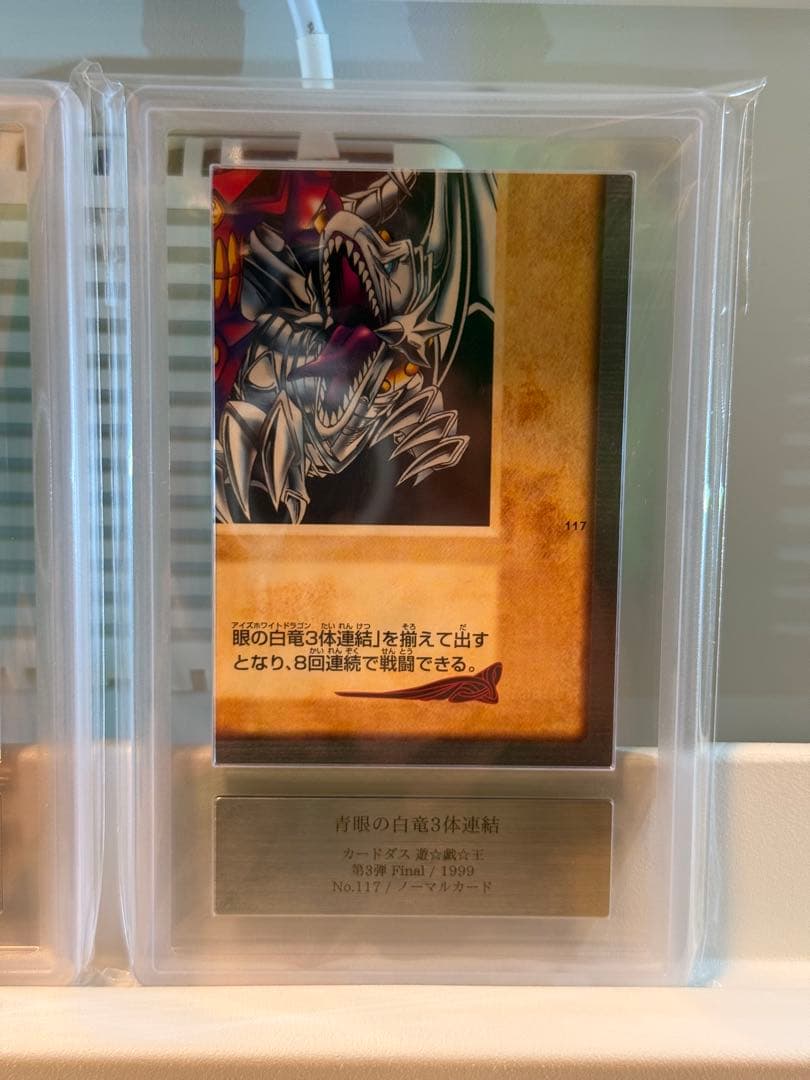 117
アイズホワイトドラゴン たいれんけつ そろ だ
眼の白竜3体連結」を揃えて出す
かいれんぞく せんとう
となり、8回連続で戦闘できる。
青眼の白竜3体連結
カードダス 遊☆戯☆王
第3弾 Final / 1999
No.117 / ノーマルカード